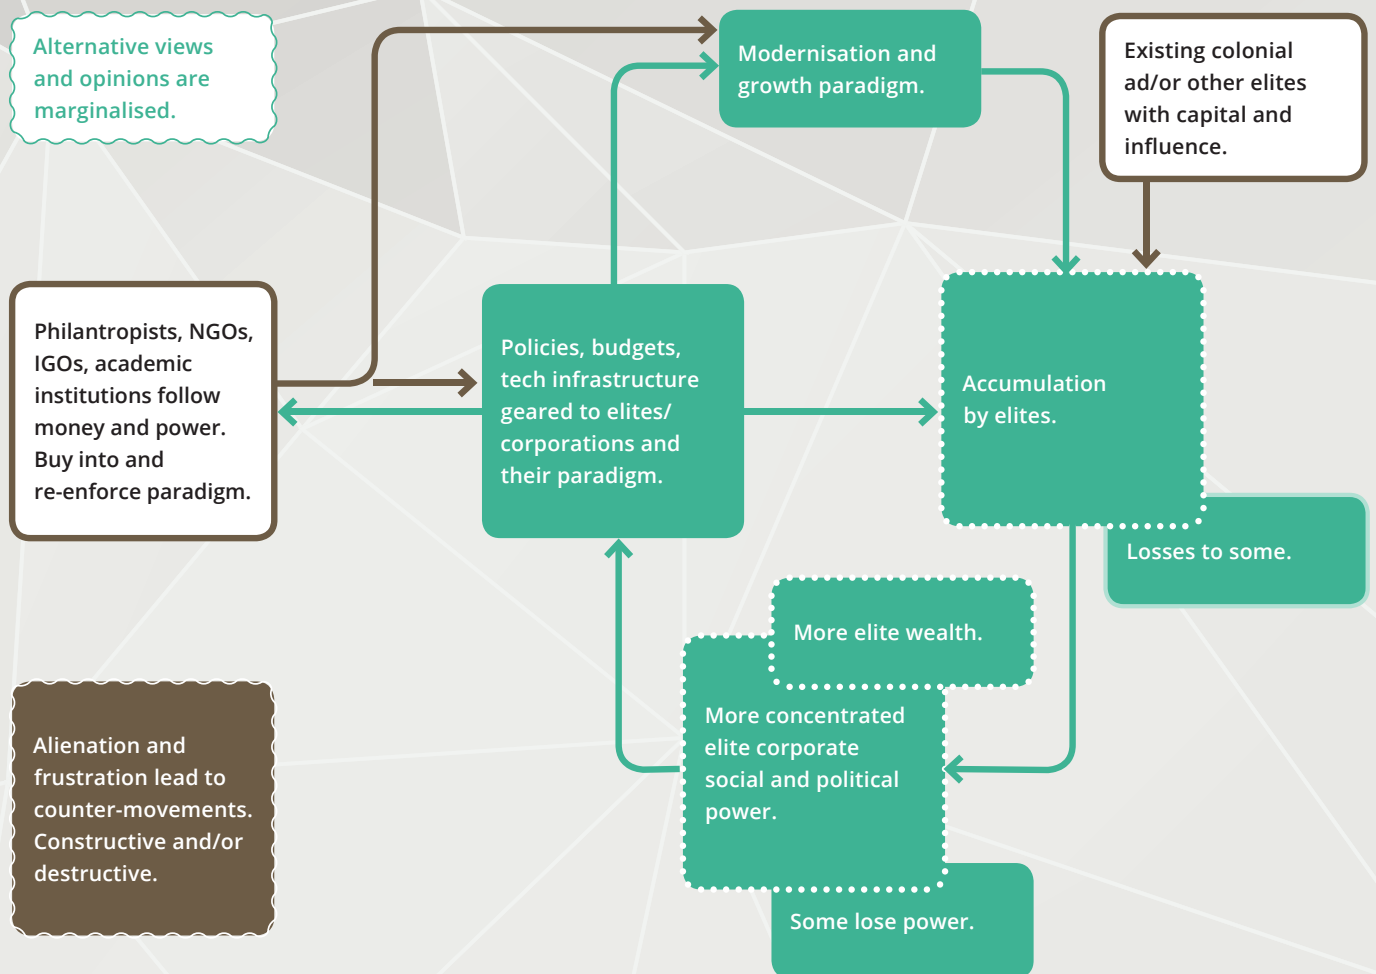 Alternative views
and opinions are
marginalised.
Modernisation and
growth paradigm.
Existing colonial
ad/or other elites
with capital and
influence.
Philantropists, NGOs,
IGOs, academic
institutions follow
money and power.
Buy into and
re-enforce paradigm.
Policies, budgets,
tech infrastructure
geared to elites/
corporations and
their paradigm.
Accumulation
by elites.
Losses to some.
More elite wealth.
More concentrated
elite corporate
social and political
power.
Some lose power.
Alienation and
frustration lead to
counter-movements.
Constructive and/or
destructive.